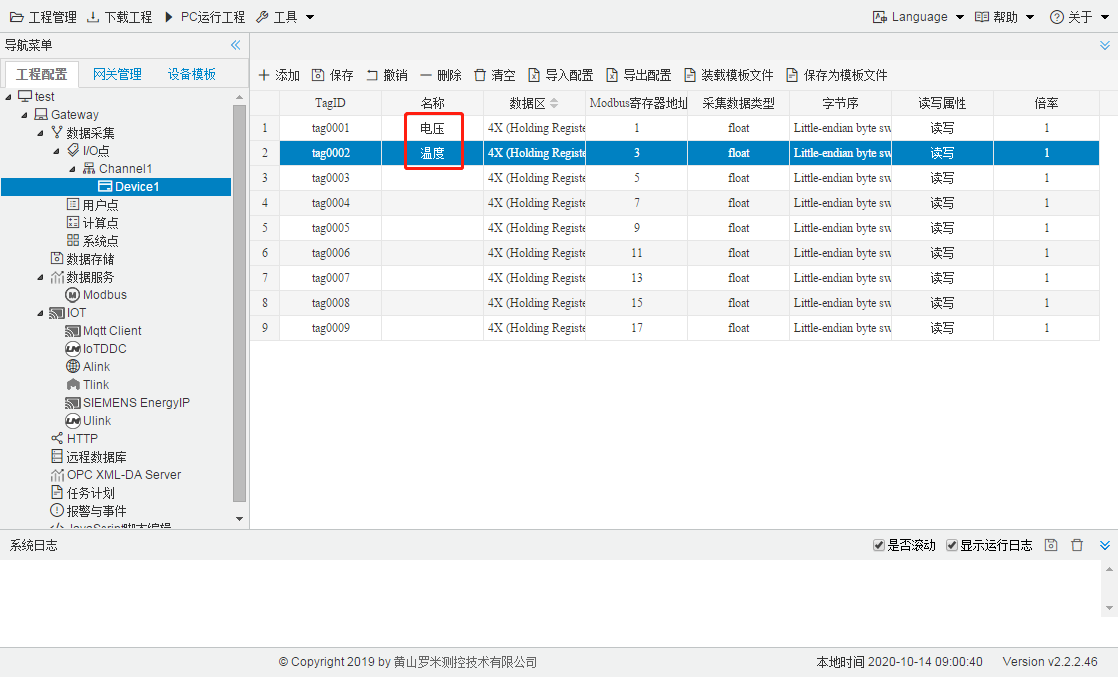 工程管理 下载工程 PC运行工程 工具 Language 帮助 关于
导航菜单
工程配置 网关管理 设备模板
添加 保存 撤销 删除 清空 导入配置 导出配置 装载模板文件 保存为模板文件
test
Gateway
数据采集
I/O点
Channel1
Device1
用户点
计算点
系统点
数据存储
数据服务
Modbus
IOT
Mqtt Client
IoTDDC
Alink
Tlink
SIEMENS EnergyIP
Ulink
HTTP
远程数据库
OPC XML-DA Server
任务计划
报警与事件
JavaScript脚本编辑
TagID 名称 数据区 Modbus寄存器地址 采集数据类型 字节序 读写属性 倍率
1 tag0001 电压 4X (Holding Registe 1 float Little-endian byte sw 读写 1
2 tag0002 温度 4X (Holding Registe 3 float Little-endian byte sw 读写 1
3 tag0003 4X (Holding Registe 5 float Little-endian byte sw 读写 1
4 tag0004 4X (Holding Registe 7 float Little-endian byte sw 读写 1
5 tag0005 4X (Holding Registe 9 float Little-endian byte sw 读写 1
6 tag0006 4X (Holding Registe 11 float Little-endian byte sw 读写 1
7 tag0007 4X (Holding Registe 13 float Little-endian byte sw 读写 1
8 tag0008 4X (Holding Registe 15 float Little-endian byte sw 读写 1
9 tag0009 4X (Holding Registe 17 float Little-endian byte sw 读写 1
系统日志 是否滚动 显示运行日志
© Copyright 2019 by 黄山罗米测控技术有限公司 本地时间 2020-10-14 09:00:40 Version v2.2.2.46